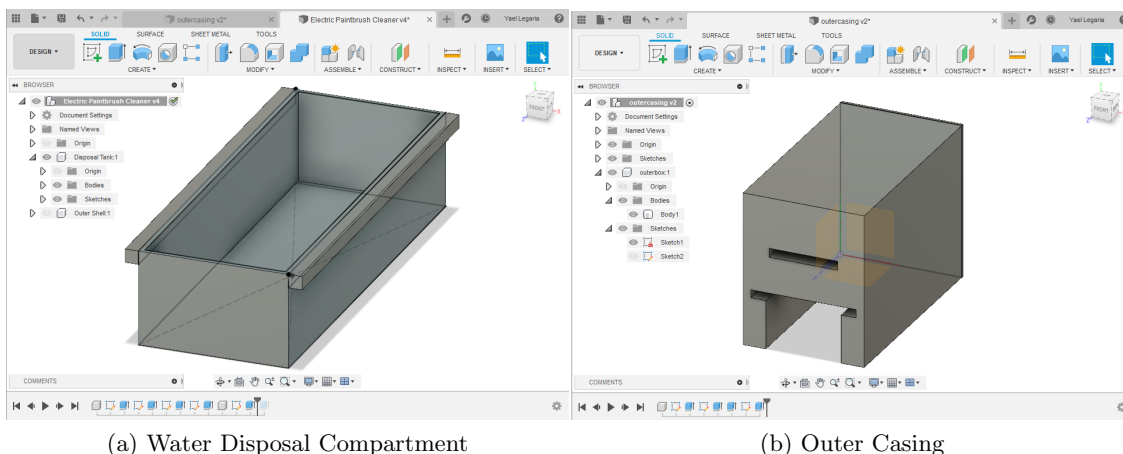 outercasing v2*
Electric Paintbrush Cleaner v4*
Yael Legaria
DESIGN
SOLID
SURFACE
SHEET METAL
TOOLS
CREATE
MODIFY
ASSEMBLE
CONSTRUCT
INSPECT
INSERT
SELECT
BROWSER
Electric Paintbrush Cleaner v4
Document Settings
Named Views
Origin
Disposal Tank:1
Origin
Bodies
Sketches
Outer Shell:1
FRONT
X
Z
COMMENTS
(a) Water Disposal Compartment
outercasing v2*
Yael Legaria
DESIGN
SOLID
SURFACE
SHEET METAL
TOOLS
CREATE
MODIFY
ASSEMBLE
CONSTRUCT
INSPECT
INSERT
SELECT
BROWSER
outercasing v2
Document Settings
Named Views
Origin
Sketches
outerbox:1
Origin
Bodies
Body1
Sketches
Sketch1
Sketch2
FRONT
Z
COMMENTS
(b) Outer Casing